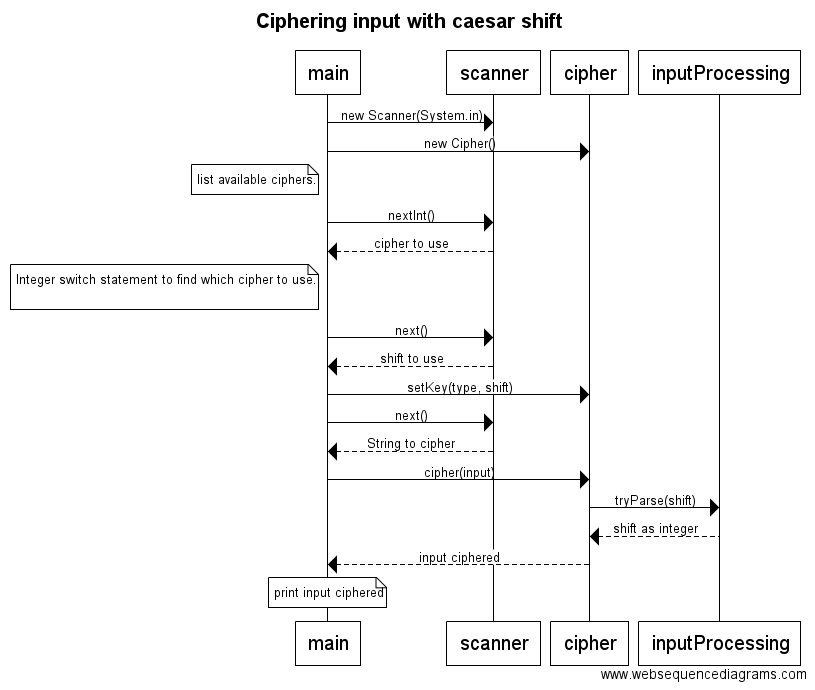 Ciphering input with caesar shift
main
scanner
cipher
inputProcessing
new Scanner(System.in)
new Cipher()
list available ciphers.
nextInt()
cipher to use
Integer switch statement to find which cipher to use.
next()
shift to use
setKey(type, shift)
next()
String to cipher
cipher(input)
tryParse(shift)
shift as integer
input ciphered
print input ciphered
main
scanner
cipher
inputProcessing
www.websequencediagrams.com